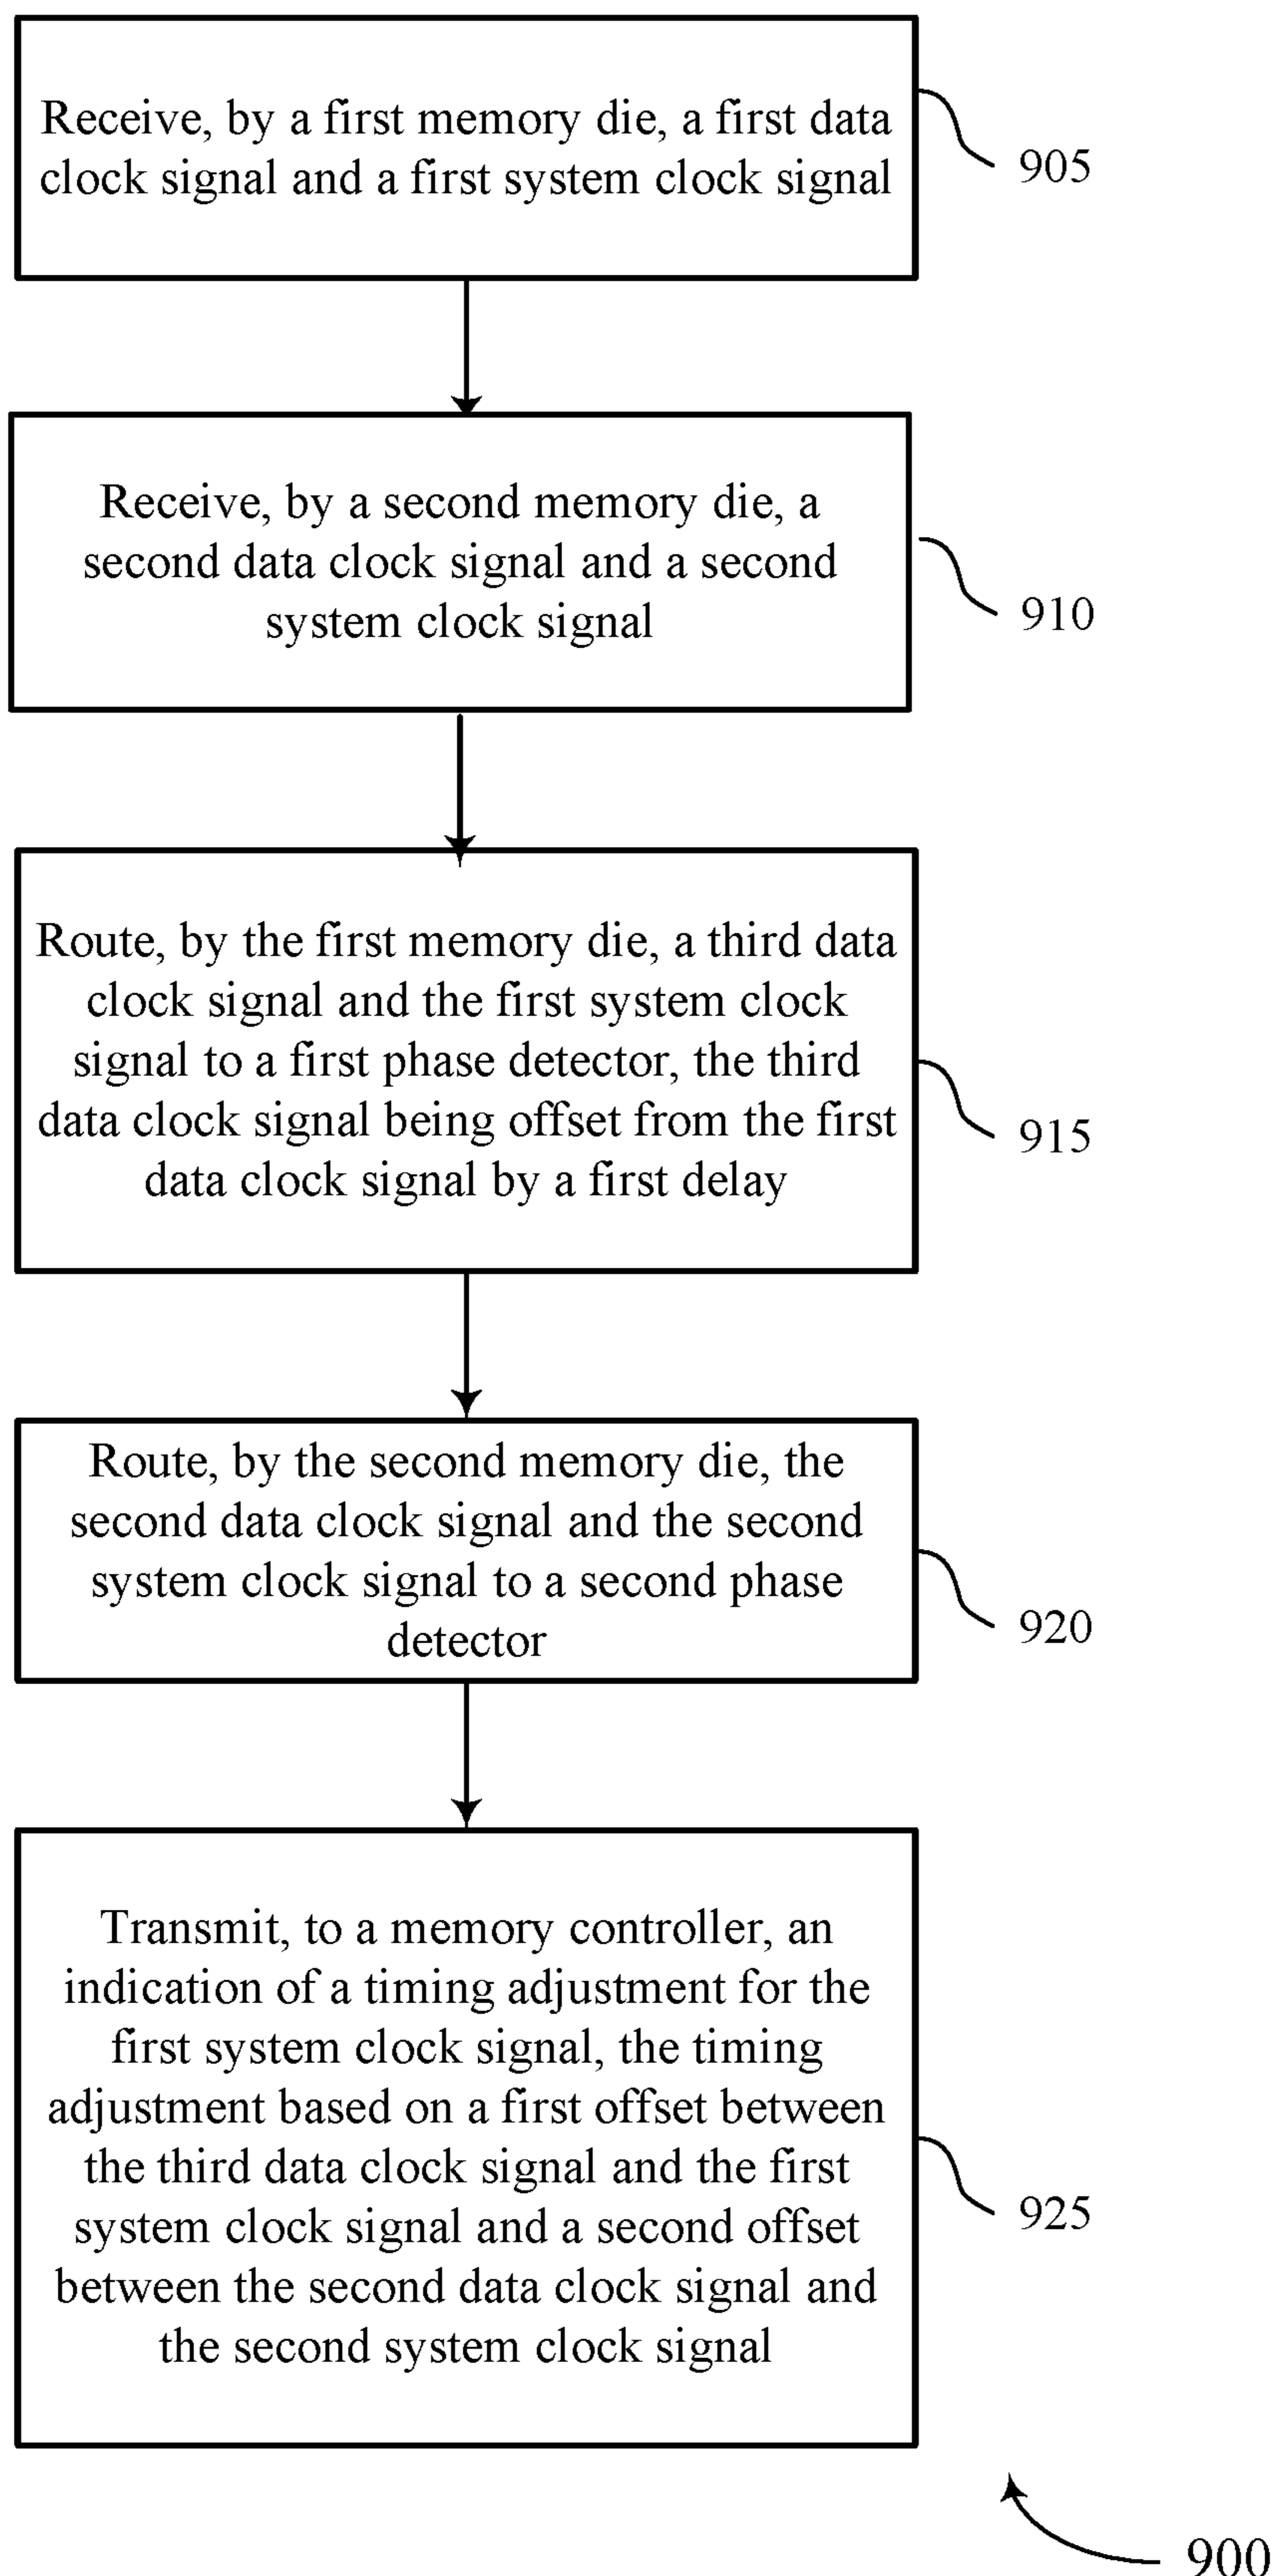 Receive, by a first memory die, a first data
clock signal and a first system clock signal
905
Receive, by a second memory die, a
second data clock signal and a second
system clock signal
910
Route, by the first memory die, a third data
clock signal and the first system clock
signal to a first phase detector, the third
data clock signal being offset from the first
data clock signal by a first delay
915
Route, by the second memory die, the
second data clock signal and the second
system clock signal to a second phase
detector
920
Transmit, to a memory controller, an
indication of a timing adjustment for the
first system clock signal, the timing
adjustment based on a first offset between
the third data clock signal and the first
system clock signal and a second offset
between the second data clock signal and
the second system clock signal
925
900